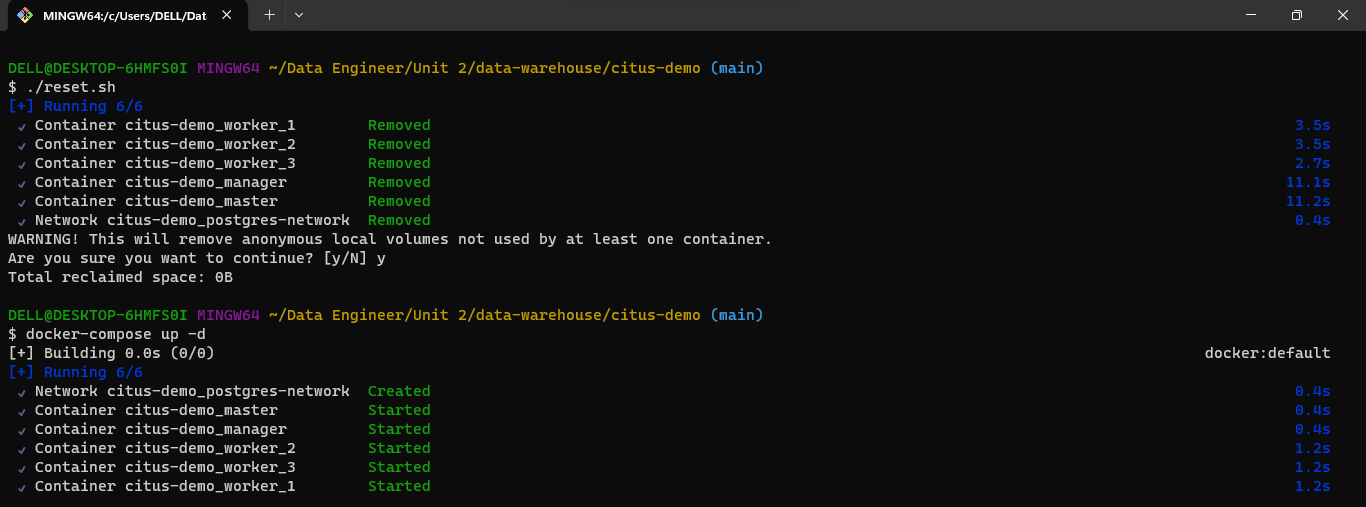 MINGW64:/c/Users/DELL/Dat
DELL@DESKTOP-6HMFS0I MINGW64 ~/Data Engineer/Unit 2/data-warehouse/citus-demo (main)
$ ./reset.sh
[+] Running 6/6
✔ Container citus-demo_worker_1 Removed 3.5s
✔ Container citus-demo_worker_2 Removed 3.5s
✔ Container citus-demo_worker_3 Removed 2.7s
✔ Container citus-demo_manager Removed 11.1s
✔ Container citus-demo_master Removed 11.2s
✔ Network citus-demo_postgres-network Removed 0.4s
WARNING! This will remove anonymous local volumes not used by at least one container.
Are you sure you want to continue? [y/N] y
Total reclaimed space: 0B
DELL@DESKTOP-6HMFS0I MINGW64 ~/Data Engineer/Unit 2/data-warehouse/citus-demo (main)
$ docker-compose up -d
[+] Building 0.0s (0/0) docker:default
[+] Running 6/6
✔ Network citus-demo_postgres-network Created 0.4s
✔ Container citus-demo_master Started 0.4s
✔ Container citus-demo_manager Started 0.4s
✔ Container citus-demo_worker_2 Started 1.2s
✔ Container citus-demo_worker_3 Started 1.2s
✔ Container citus-demo_worker_1 Started 1.2s